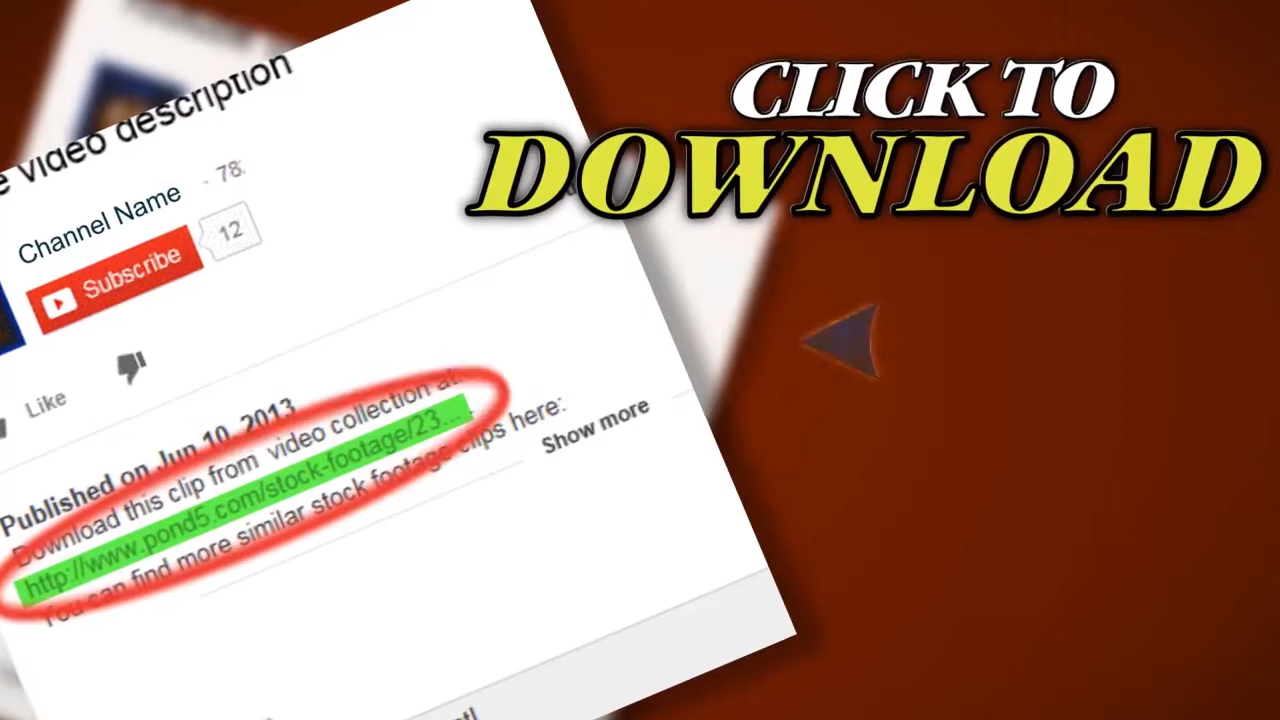 CLICK TO
DOWNLOAD
video description
Channel Name
78
Subscribe
12
Like
Published on Jun 10, 2013
Download this clip from video collection at
http://www.pond5.com/stock-footage/23...
You can find more similar stock footage clips here:
Show more